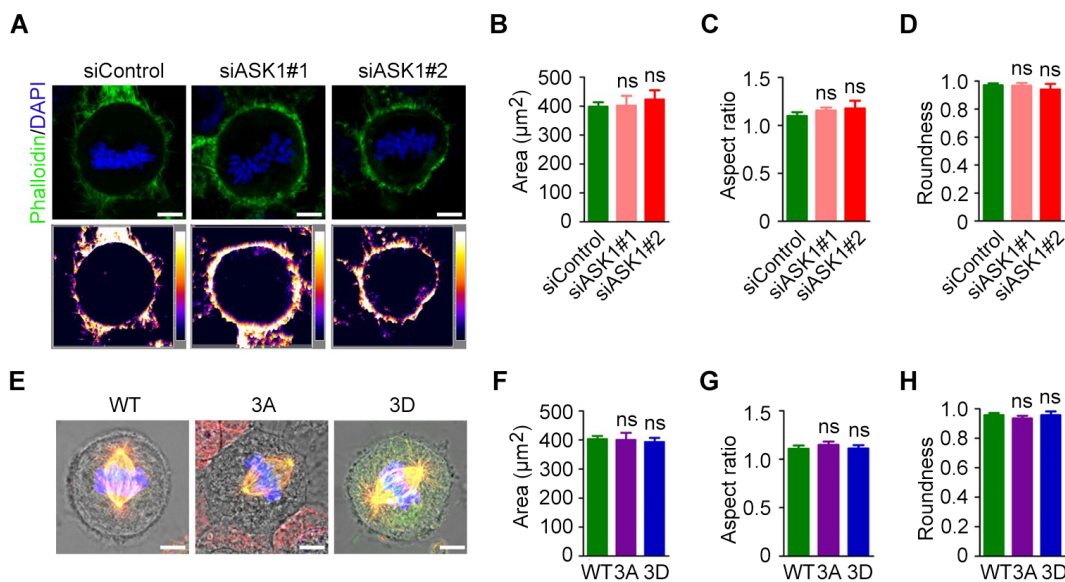 A
siControl siASK1#1 siASK1#2
Phalloidin/DAPI
B
Area (µm2)
500
400
200
0
ns ns
siControl
siASK1#1
siASK1#2
C
Aspect ratio
1.5
1.0
0.5
0
ns ns
siControl
siASK1#1
siASK1#2
D
Roundness
1.0
0.8
0.6
0.4
0.2
0
ns ns
siControl
siASK1#1
siASK1#2
E
WT 3A 3D
F
Area (µm2)
500
400
200
0
ns ns
WT 3A 3D
G
Aspect ratio
1.5
1.0
0.5
0
ns ns
WT 3A 3D
H
Roundness
1.0
0.8
0.6
0.4
0.2
0
ns ns
WT 3A 3D